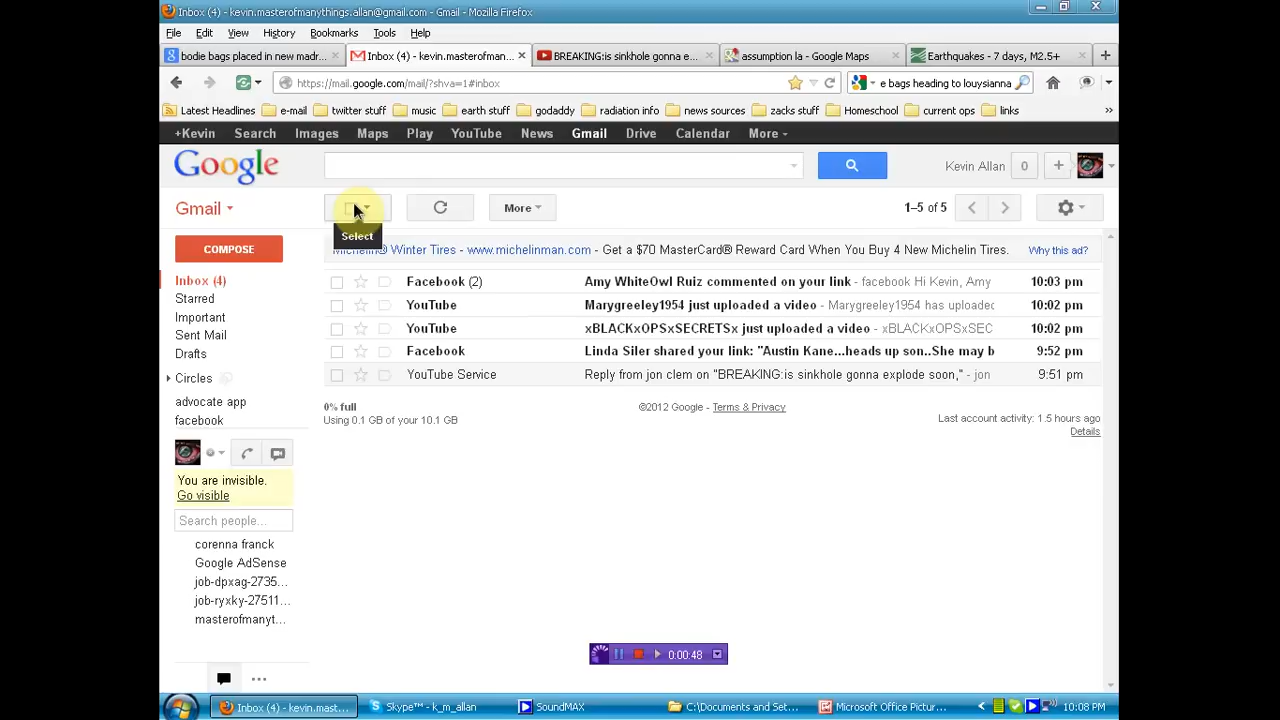 Inbox (4) - kevin.masterofmanythings.allan@gmail.com - Gmail - Mozilla Firefox
File Edit View History Bookmarks Tools Help
bodie bags placed in new madr... Inbox (4) - kevin.masterofman... BREAKING:is sinkhole gonna e... assumption la - Google Maps Earthquakes - 7 days, M2.5+
https://mail.google.com/mail/?shva=1#inbox e bags heading to louysianna
Latest Headlines e-mail twitter stuff music earth stuff godaddy radiation info news sources zacks stuff Homeschool current ops links »
+Kevin Search Images Maps Play YouTube News Gmail Drive Calendar More
Google Kevin Allan 0 +
Gmail More 1–5 of 5
Select
COMPOSE
Michelin® Winter Tires - www.michelinman.com - Get a $70 MasterCard® Reward Card When You Buy 4 New Michelin Tires. Why this ad?
Inbox (4)
Starred
Important
Sent Mail
Drafts
Circles
advocate app
facebook
Facebook (2) Amy WhiteOwl Ruiz commented on your link - facebook Hi Kevin, Amy 10:03 pm
YouTube Marygreeley1954 just uploaded a video - Marygreeley1954 has uploaded 10:02 pm
YouTube xBLACKxOPSxSECRETSx just uploaded a video - xBLACKxOPSxSEC 10:02 pm
Facebook Linda Siler shared your link: "Austin Kane...heads up son..She may b 9:52 pm
YouTube Service Reply from jon clem on "BREAKING:is sinkhole gonna explode soon," - jon 9:51 pm
0% full
Using 0.1 GB of your 10.1 GB
©2012 Google - Terms & Privacy
Last account activity: 1.5 hours ago
Details
You are invisible.
Go visible
Search people...
corenna franck
Google AdSense
job-dpxag-2735...
job-ryxky-27511...
masterofmanyt...
0:00:48
Inbox (4) - kevin.mast... Skype™ - k_m_allan SoundMAX C:\Documents and Set... Microsoft Office Pictur... 10:08 PM